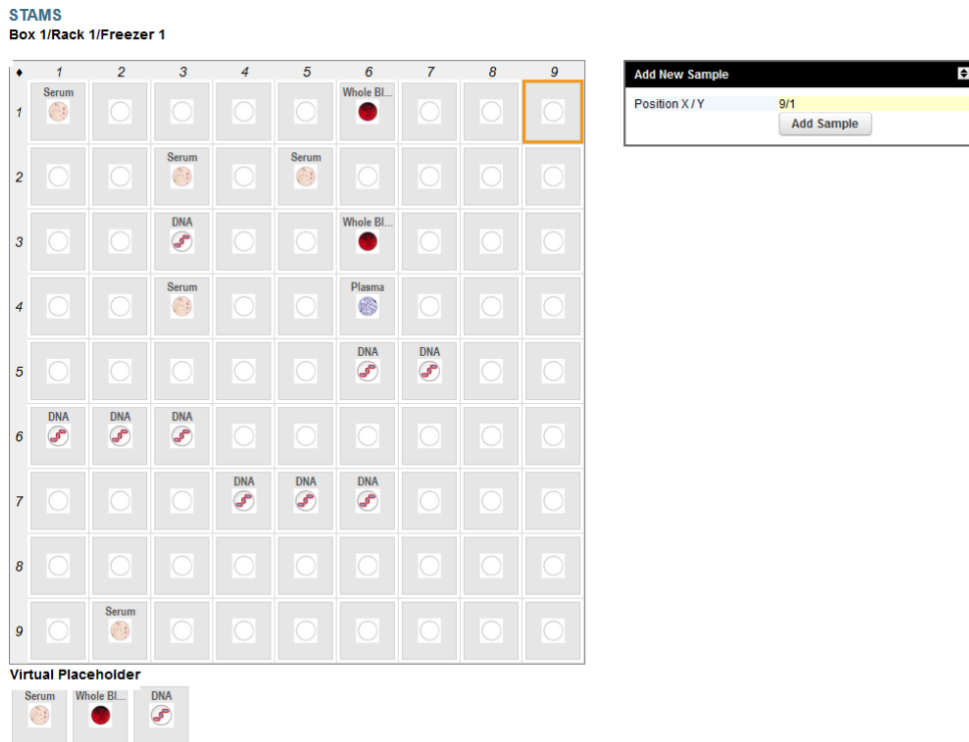 STAMS
Box 1/Rack 1/Freezer 1
1 2 3 4 5 6 7 8 9
Serum Whole Bl...
1
Serum Serum
2
DNA Whole Bl...
3
Serum Plasma
4
DNA DNA
5
DNA DNA DNA
6
DNA DNA DNA
7
8
Serum
9
Virtual Placeholder
Serum Whole Bl... DNA
Add New Sample
Position X / Y 9/1
Add Sample